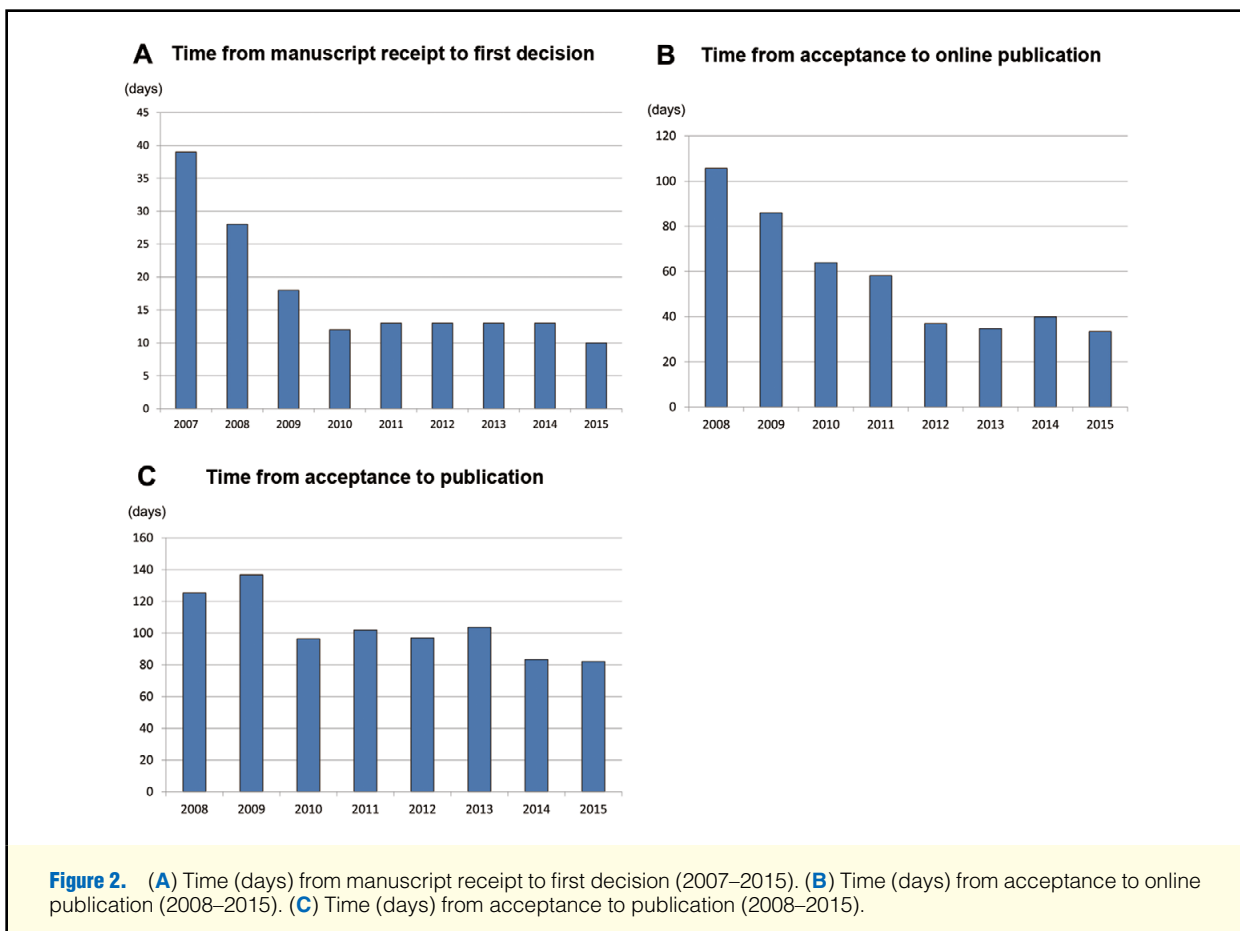 A Time from manuscript receipt to first decision
(days)
45
40
35
30
25
20
15
10
5
0
2007 2008 2009 2010 2011 2012 2013 2014 2015
B Time from acceptance to online publication
(days)
120
100
80
60
40
20
0
2008 2009 2010 2011 2012 2013 2014 2015
C Time from acceptance to publication
(days)
160
140
120
100
80
60
40
20
0
2008 2009 2010 2011 2012 2013 2014 2015
Figure 2. (A) Time (days) from manuscript receipt to first decision (2007–2015). (B) Time (days) from acceptance to online
publication (2008–2015). (C) Time (days) from acceptance to publication (2008–2015).